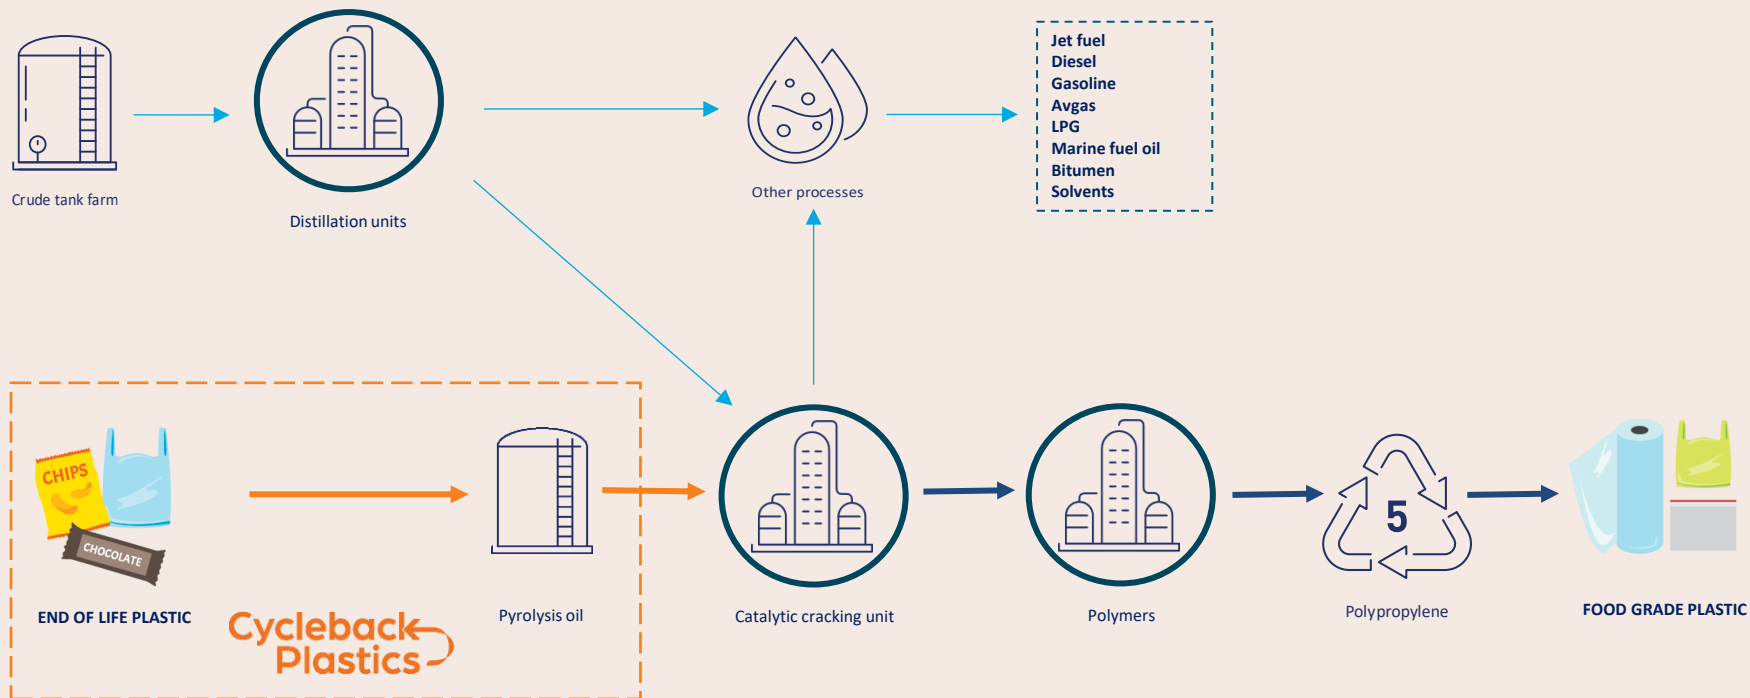 Crude tank farm
Distillation units
Other processes
Jet fuel
Diesel
Gasoline
Avgas
LPG
Marine fuel oil
Bitumen
Solvents
CHIPS
CHOCOLATE
END OF LIFE PLASTIC
Cycleback
Plastics
Pyrolysis oil
Catalytic cracking unit
Polymers
5
Polypropylene
FOOD GRADE PLASTIC